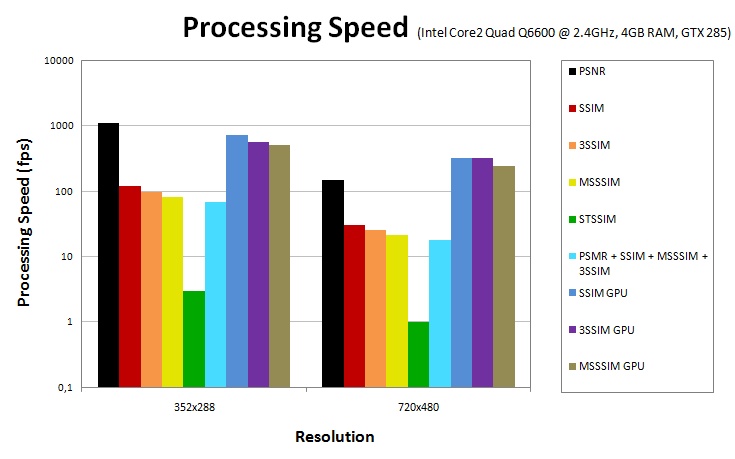 Processing Speed (Intel Core2 Quad Q6600 @ 2.4GHz, 4GB RAM, GTX 285)
Processing Speed (fps)
10000
1000
100
10
1
0,1
352x288
720x480
Resolution
PSNR
SSIM
3SSIM
MSSSIM
STSSIM
PSMR + SSIM + MSSSIM +
3SSIM
SSIM GPU
3SSIM GPU
MSSSIM GPU